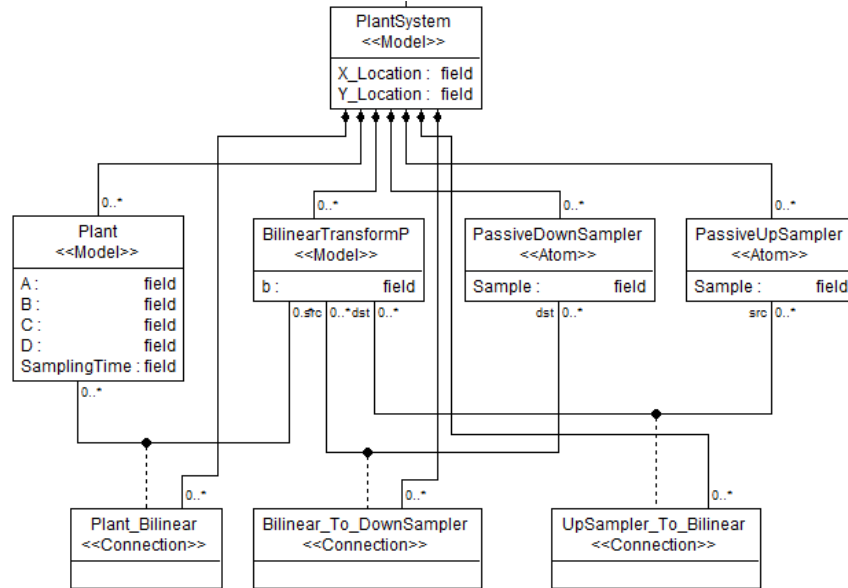 PlantSystem
<<Model>>
X_Location : field
Y_Location : field
0..*
0..*
0..*
0..*
Plant
<<Model>>
A : field
B : field
C : field
D : field
SamplingTime : field
BilinearTransformP
<<Model>>
b : field
PassiveDownSampler
<<Atom>>
Sample : field
PassiveUpSampler
<<Atom>>
Sample : field
src 0..* dst 0..*
dst 0..*
src 0..*
0..*
0..*
0..*
0..*
Plant_Bilinear
<<Connection>>
Bilinear_To_DownSampler
<<Connection>>
UpSampler_To_Bilinear
<<Connection>>